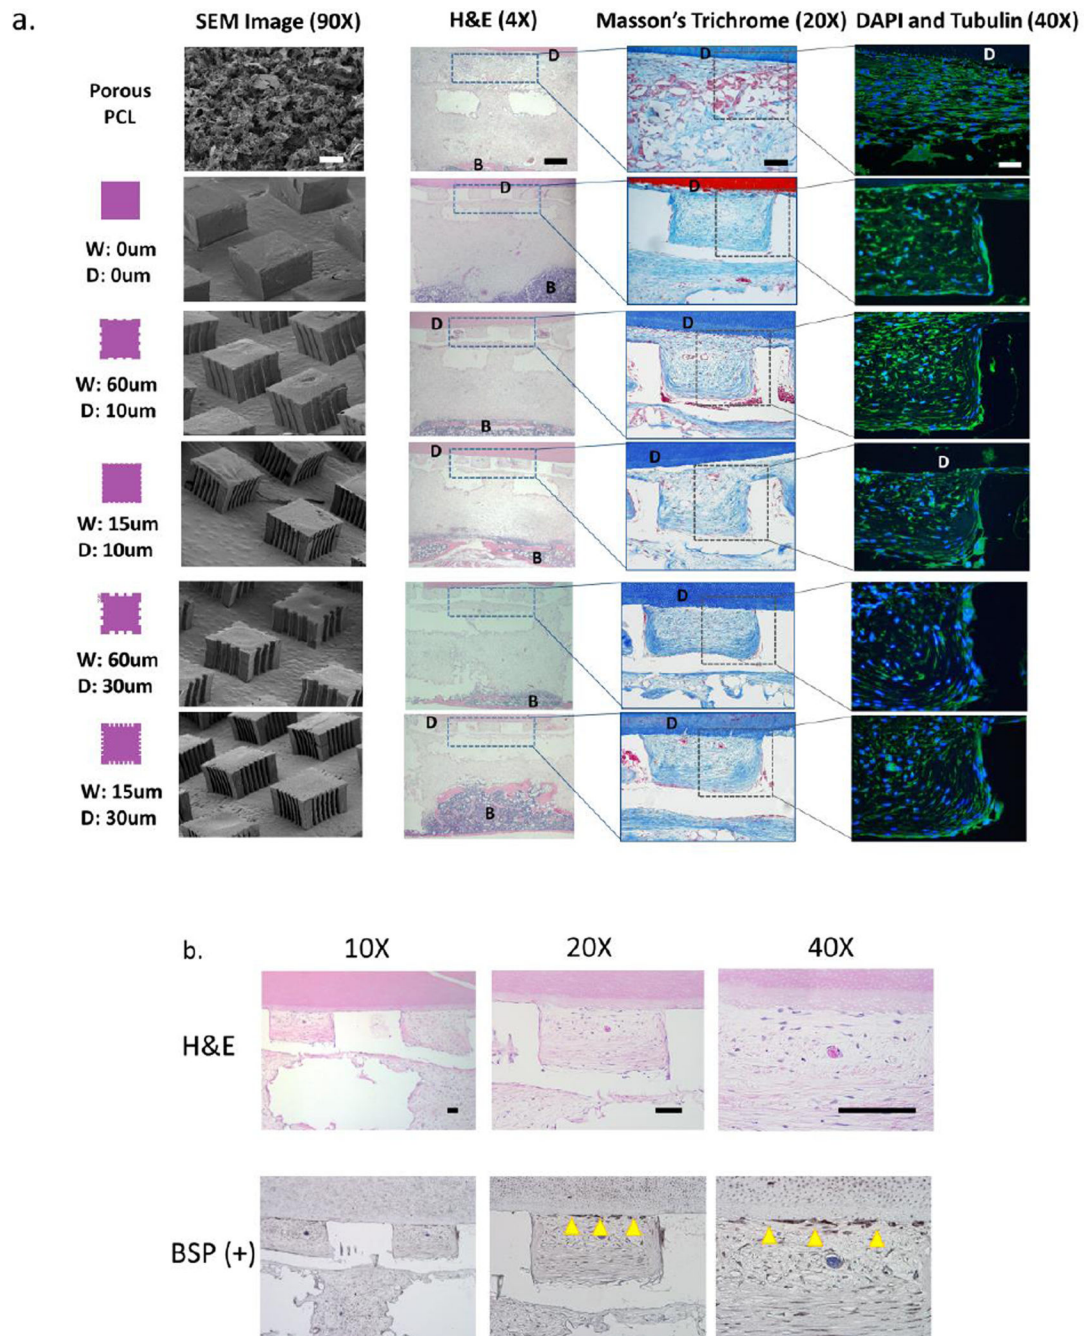 a.
SEM Image (90X) H&E (4X) Masson's Trichrome (20X) DAPI and Tubulin (40X)
Porous
PCL
D
B
D
D
W: 0um
D: 0um
D
B
D
W: 60um
D: 10um
D
B
D
W: 15um
D: 10um
D
B
D
D
W: 60um
D: 30um
B
D
W: 15um
D: 30um
D
B
D
b. 10X 20X 40X
H&E
BSP (+)